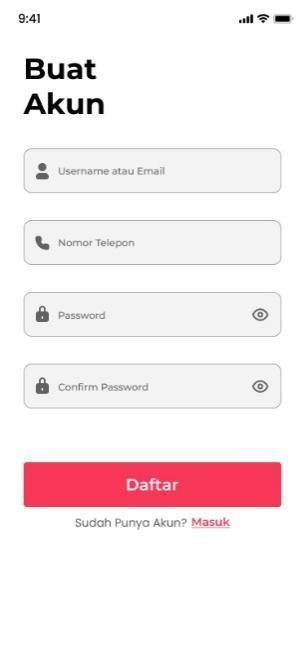 9:41
Buat
Akun
Username atau Email
Nomor Telepon
Password
Confirm Password
Daftar
Sudah Punya Akun? Masuk